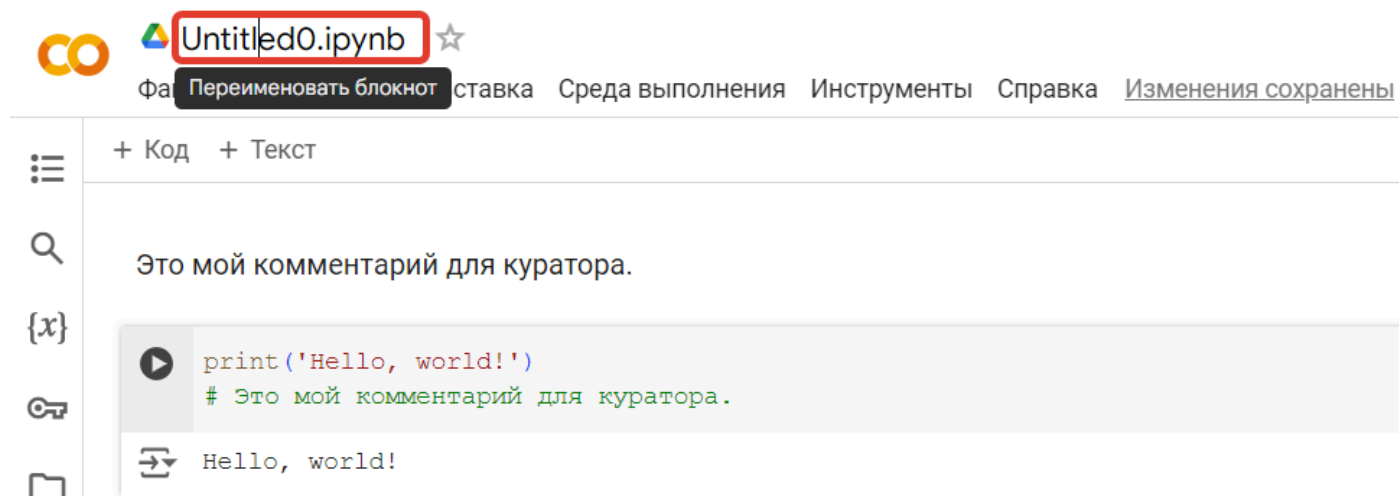 Untitled0.ipynb
Переименовать блокнот
Среда выполнения Инструменты Справка Изменения сохранены
+ Код + Текст
Это мой комментарий для куратора.
{x}
print('Hello, world!')
# Это мой комментарий для куратора.
Hello, world!